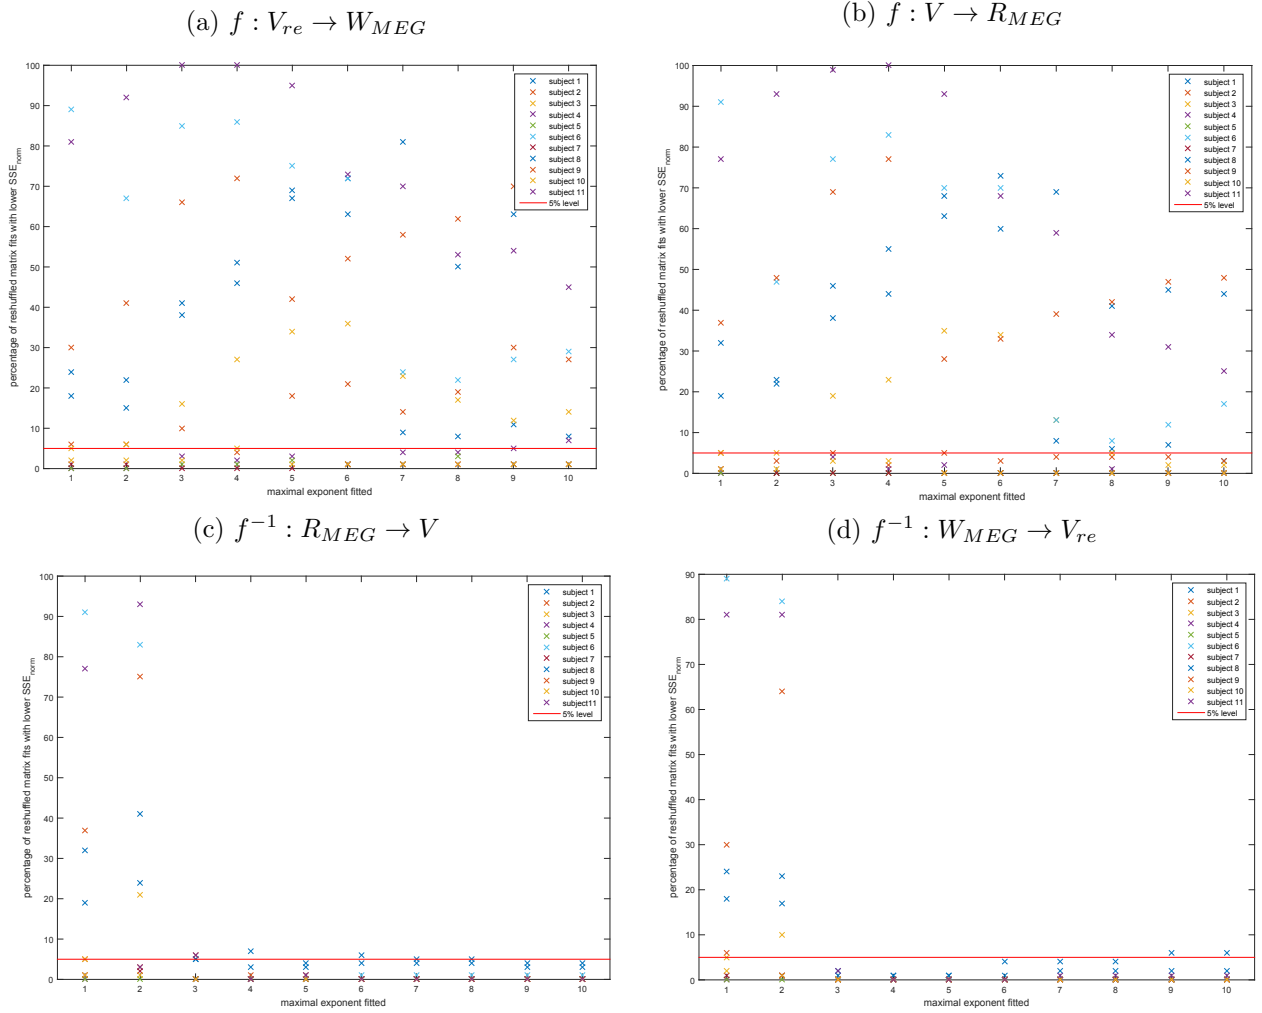 (a) f : V_re → W_MEG
percentage of reshuffled matrix fits with lower SSE_norm
100
90
80
70
60
50
40
30
20
10
0
1 2 3 4 5 6 7 8 9 10
maximal exponent fitted
subject 1
subject 2
subject 3
subject 4
subject 5
subject 6
subject 7
subject 8
subject 9
subject 10
subject 11
5% level
(b) f : V → R_MEG
percentage of reshuffled matrix fits with lower SSE_norm
100
90
80
70
60
50
40
30
20
10
0
1 2 3 4 5 6 7 8 9 10
maximal exponent fitted
subject 1
subject 2
subject 3
subject 4
subject 5
subject 6
subject 7
subject 8
subject 9
subject 10
subject 11
5% level
(c) f⁻¹ : R_MEG → V
percentage of reshuffled matrix fits with lower SSE_norm
100
90
80
70
60
50
40
30
20
10
0
1 2 3 4 5 6 7 8 9 10
maximal exponent fitted
subject 1
subject 2
subject 3
subject 4
subject 5
subject 6
subject 7
subject 8
subject 9
subject 10
subject11
5% level
(d) f⁻¹ : W_MEG → V_re
percentage of reshuffled matrix fits with lower SSE_norm
90
80
70
60
50
40
30
20
10
0
1 2 3 4 5 6 7 8 9 10
maximal exponent fitted
subject 1
subject 2
subject 3
subject 4
subject 5
subject 6
subject 7
subject 8
subject 9
subject 10
subject 11
5% level